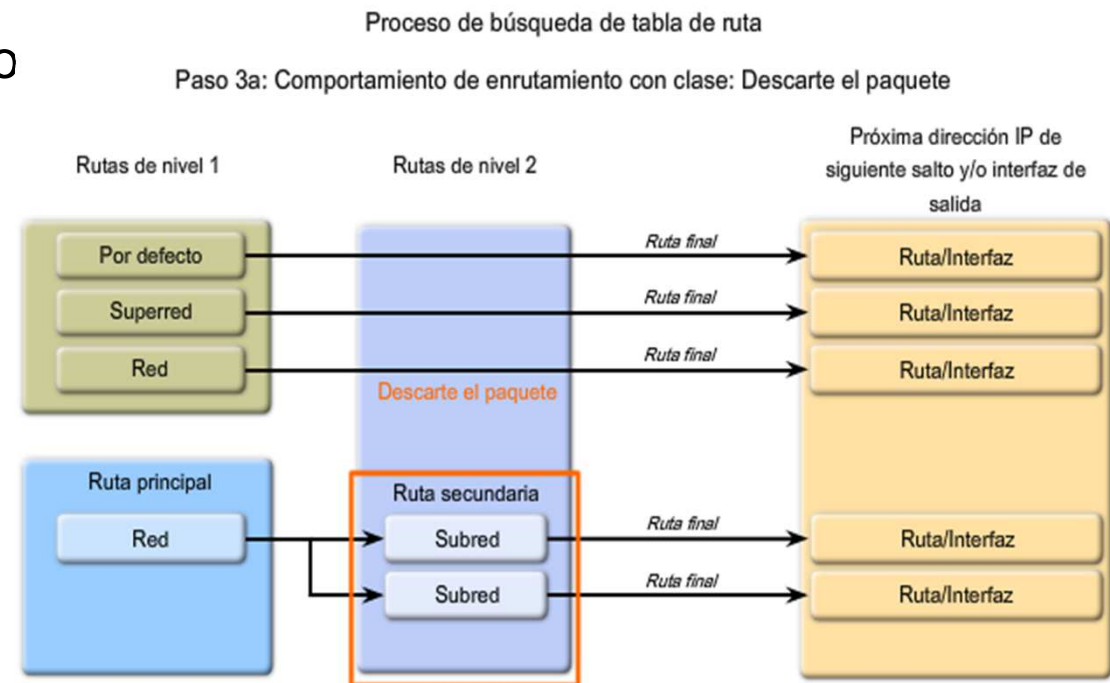 Proceso de búsqueda de tabla de ruta
o
Paso 3a: Comportamiento de enrutamiento con clase: Descarte el paquete
Rutas de nivel 1
Rutas de nivel 2
Próxima dirección IP de
siguiente salto y/o interfaz de
salida
Por defecto
Ruta final
Ruta/Interfaz
Superred
Ruta final
Ruta/Interfaz
Red
Ruta final
Ruta/Interfaz
Descarte el paquete
Ruta principal
Ruta secundaria
Red
Subred
Ruta final
Ruta/Interfaz
Subred
Ruta final
Ruta/Interfaz